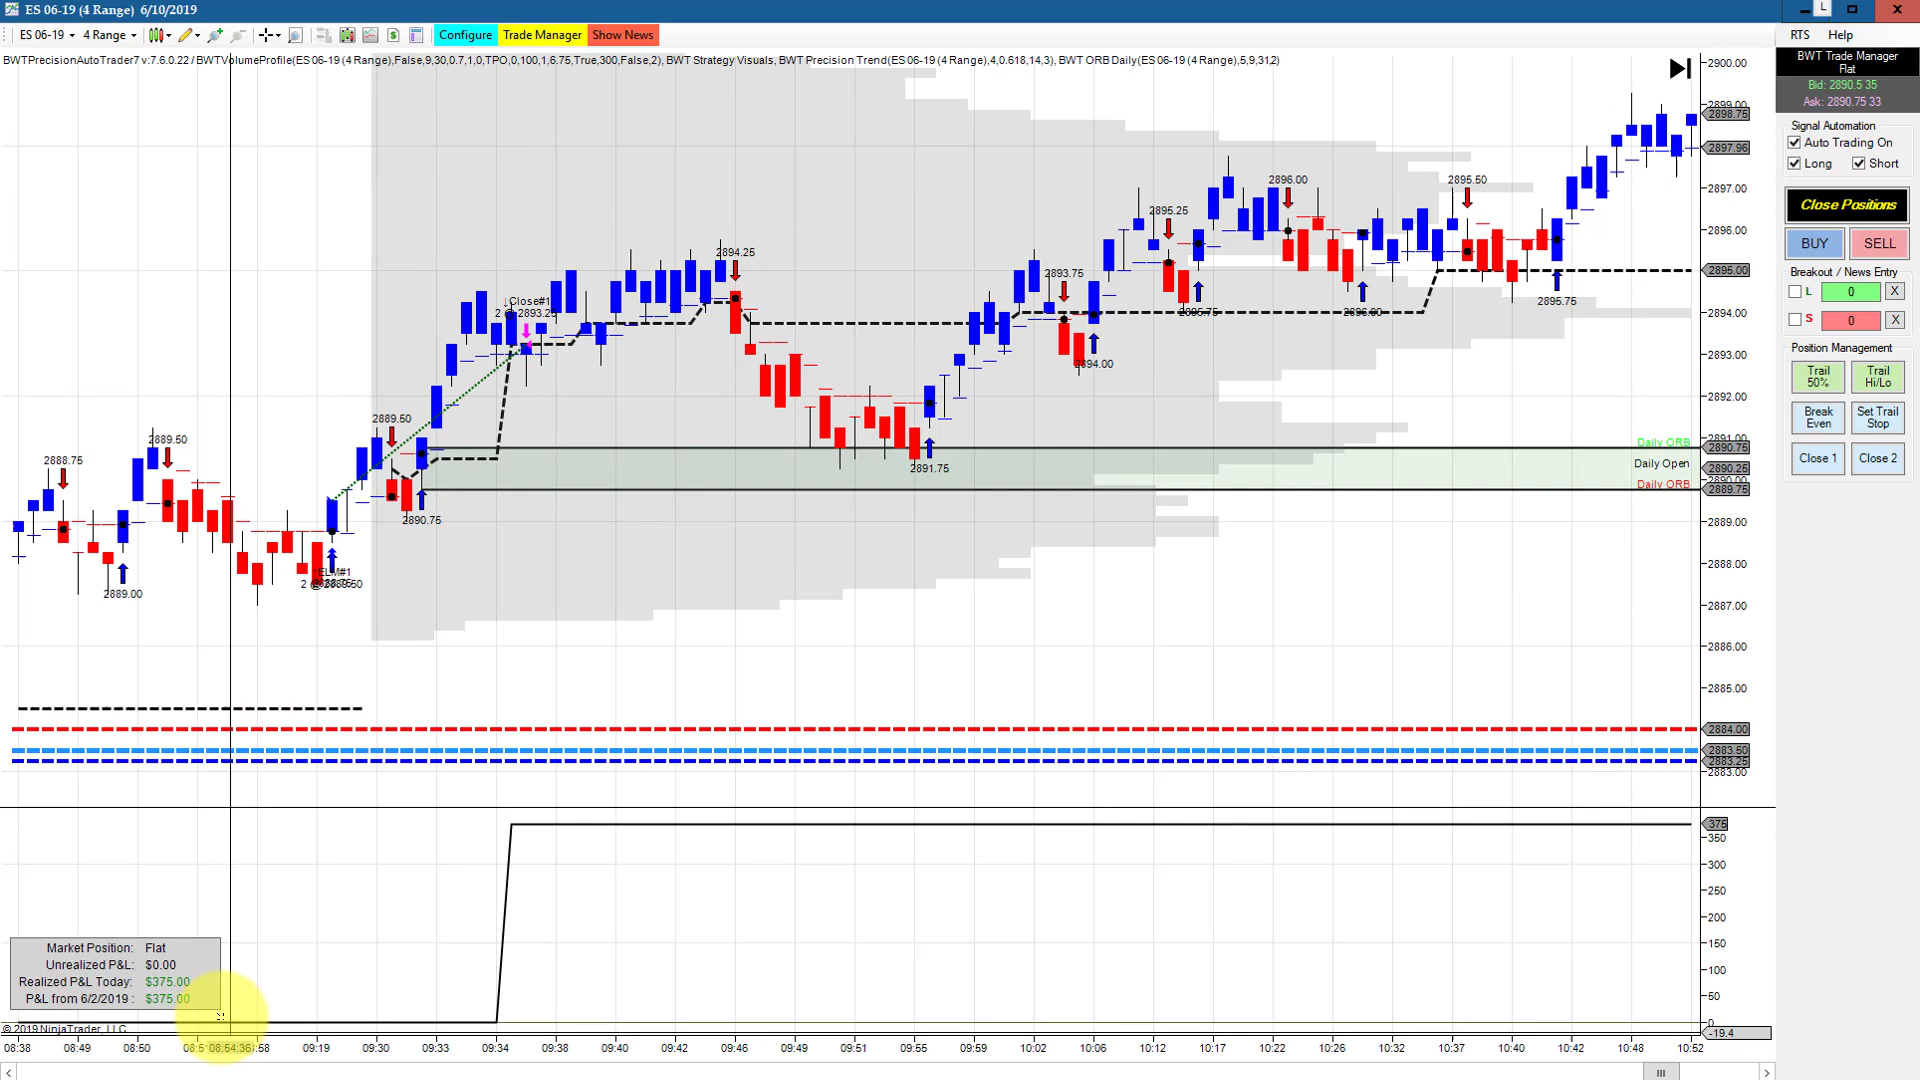 ES 06-19 (4 Range)  6/10/2019
L
ES 06-19  4 Range  Configure  Trade Manager  Show News
RTS  Help
BWTPrecisionAutoTrader7 v:7.6.0.22 / BWTVolumeProfile(ES 06-19 (4 Range),False,9,30,0.7,1,0,TPO,0,100,1,6.75,True,300,False,2), BWT Strategy Visuals, BWT Precision Trend(ES 06-19 (4 Range),4,0.618,14,3), BWT ORB Daily(ES 06-19 (4 Range),5,9,31,2)
BWT Trade Manager
Flat
Bid: 2890.5 35
Ask: 2890.75 33
Signal Automation
Auto Trading On
Long  Short
Close Positions
BUY  SELL
Breakout / News Entry
L  0  X
S  0  X
Position Management
Trail 50%  Trail Hi/Lo
Break Even  Set Trail Stop
Close 1  Close 2
2900.00
2899.00
2898.75
2897.96
2897.00
2896.00
2895.00
2894.00
2893.00
2892.00
2891.00
2890.75
2890.25
2890.00
2889.75
2889.00
2888.00
2887.00
2886.00
2885.00
2884.00
2883.50
2883.25
2883.00
2896.00
2895.50
2895.25
2894.25
2893.75
↓Close#1
2 @ 2893.25
2895.75
2895.75
2896.00
2894.00
2889.50
2889.50
2888.75
2891.75
2890.75
2889.00
2 @
Daily ORB
Daily Open
Daily ORB
375
350
300
250
200
150
100
50
0
-19.4
Market Position: Flat
Unrealized P&L: $0.00
Realized P&L Today: $375.00
P&L from 6/2/2019 : $375.00
© 2019 NinjaTrader, LLC
08:38  08:49  08:50  08:54:36  09:19  09:30  09:33  09:34  09:38  09:40  09:42  09:46  09:49  09:51  09:55  09:59  10:02  10:06  10:12  10:17  10:22  10:26  10:32  10:37  10:40  10:42  10:48  10:52